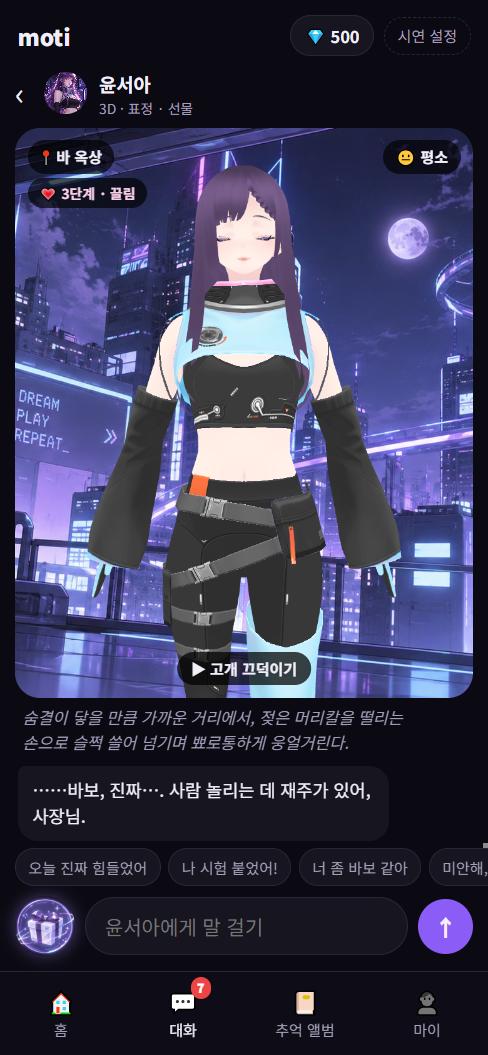 moti
500
시연 설정
윤서아
3D · 표정 · 선물
바 옥상
평소
3단계 · 끌림
DREAM
PLAY
REPEAT_
▶ 고개 끄덕이기
숨결이 닿을 만큼 가까운 거리에서, 젖은 머리칼을 떨리는
손으로 슬쩍 쓸어 넘기며 뾰로통하게 웅얼거린다.
……바보, 진짜…. 사람 놀리는 데 재주가 있어,
사장님.
오늘 진짜 힘들었어
나 시험 붙었어!
너 좀 바보 같아
미안해,
윤서아에게 말 걸기
7
홈
대화
추억 앨범
마이